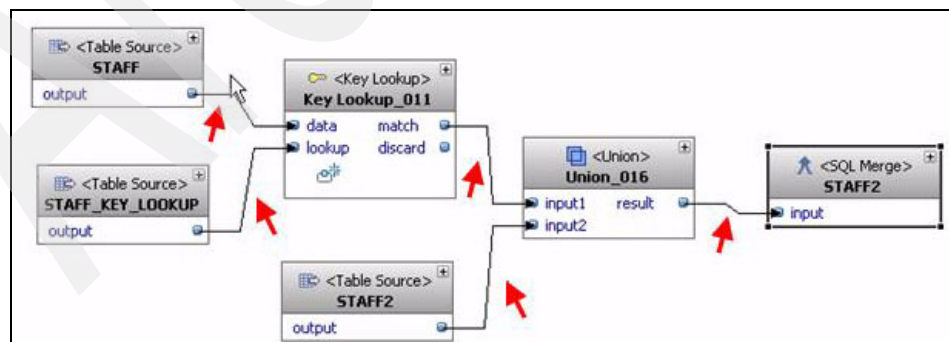 <Table Source>
STAFF
output
<Key Lookup>
Key Lookup_011
data match
lookup discard
<Table Source>
STAFF_KEY_LOOKUP
output
<Union>
Union_016
input1 result
input2
<SQL Merge>
STAFF2
input
<Table Source>
STAFF2
output